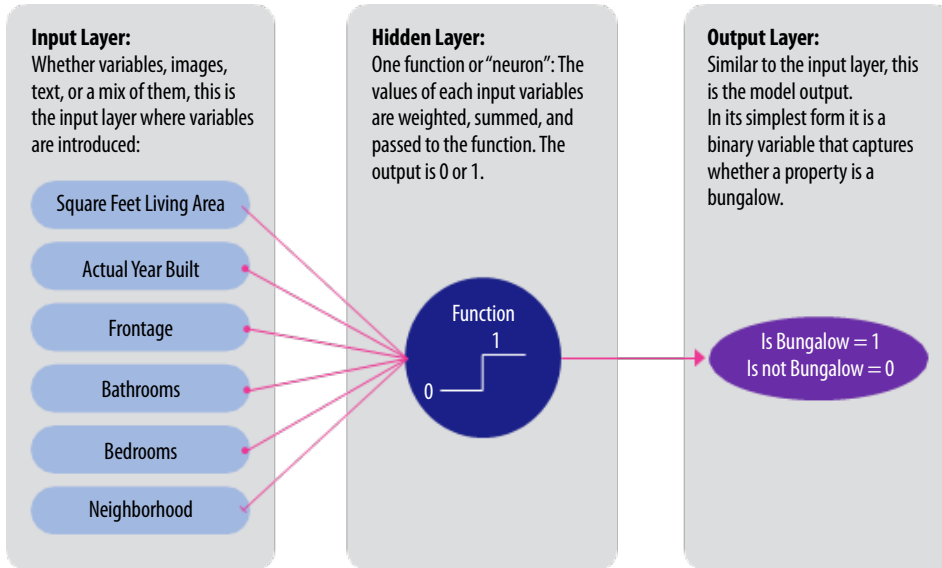 Input Layer:
Whether variables, images,
text, or a mix of them, this is
the input layer where variables
are introduced:
Square Feet Living Area
Actual Year Built
Frontage
Bathrooms
Bedrooms
Neighborhood
Hidden Layer:
One function or “neuron”: The
values of each input variables
are weighted, summed, and
passed to the function. The
output is 0 or 1.
Function
1
0
Output Layer:
Similar to the input layer, this
is the model output.
In its simplest form it is a
binary variable that captures
whether a property is a
bungalow.
Is Bungalow = 1
Is not Bungalow = 0